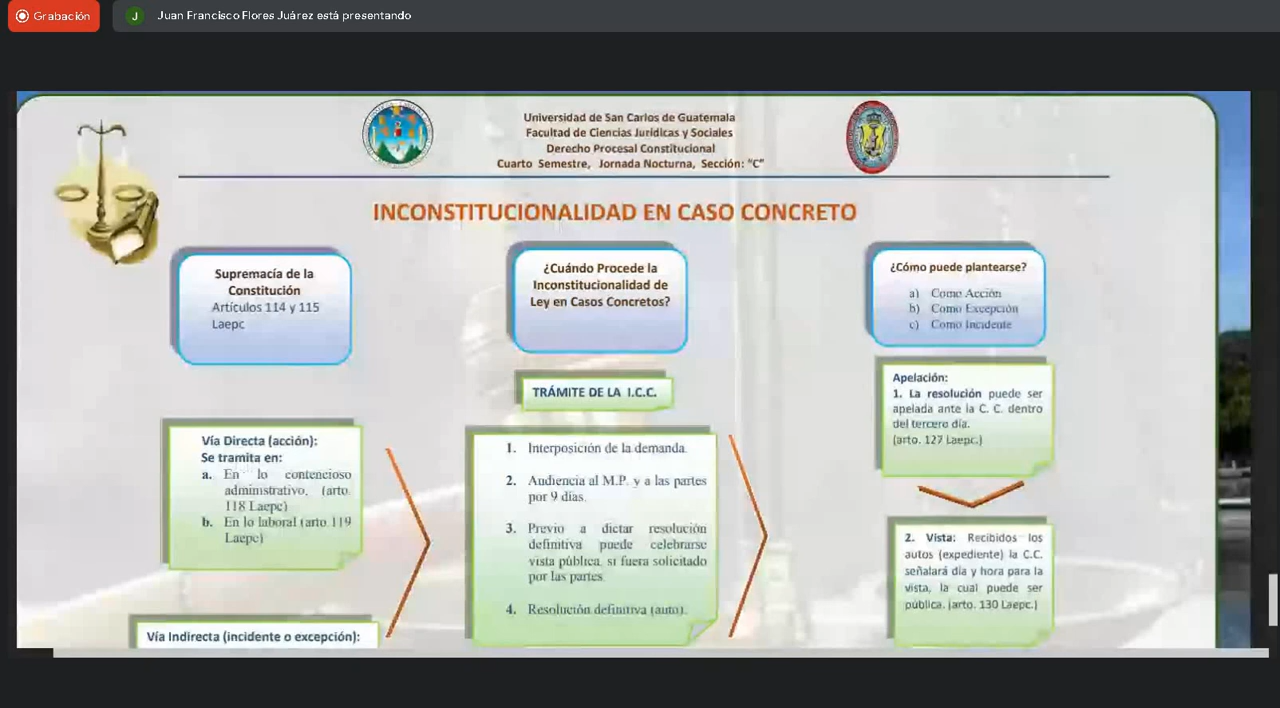 Grabación
J
Juan Francisco Flores Juárez está presentando
Universidad de San Carlos de Guatemala
Facultad de Ciencias Jurídicas y Sociales
Derecho Procesal Constitucional
Cuarto Semestre, Jornada Nocturna, Sección: "C"
INCONSTITUCIONALIDAD EN CASO CONCRETO
Supremacía de la
Constitución
Artículos 114 y 115
Laepc
¿Cuándo Procede la
Inconstitucionalidad de
Ley en Casos Concretos?
¿Cómo puede plantearse?
a) Como Acción
b) Como Excepción
c) Como Incidente
TRÁMITE DE LA I.C.C.
Vía Directa (acción):
Se tramita en:
a. En lo contencioso
administrativo, (arto.
118 Laepc)
b. En lo laboral (arto 119
Laepc)
Vía Indirecta (incidente o excepción):
1. Interposición de la demanda.
2. Audiencia al M.P. y a las partes
por 9 días.
3. Previo a dictar resolución
definitiva puede celebrarse
vista pública, si fuera solicitado
por las partes.
4. Resolución definitiva (auto).
Apelación:
1. La resolución puede ser
apelada ante la C. C. dentro
del tercero día.
(arto. 127 Laepc.)
2. Vista: Recibidos los
autos (expediente) la C.C.
señalará día y hora para la
vista, la cual puede ser
pública. (arto. 130 Laepc.)